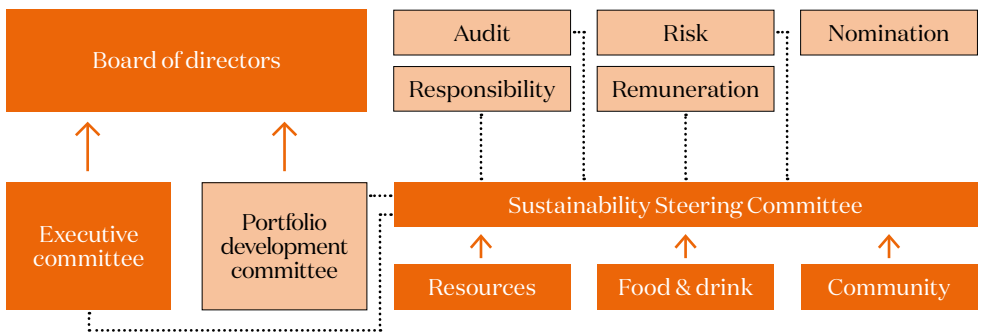 Board of directors
Audit
Risk
Nomination
Responsibility
Remuneration
Executive
committee
Portfolio
development
committee
Sustainability Steering Committee
Resources
Food & drink
Community